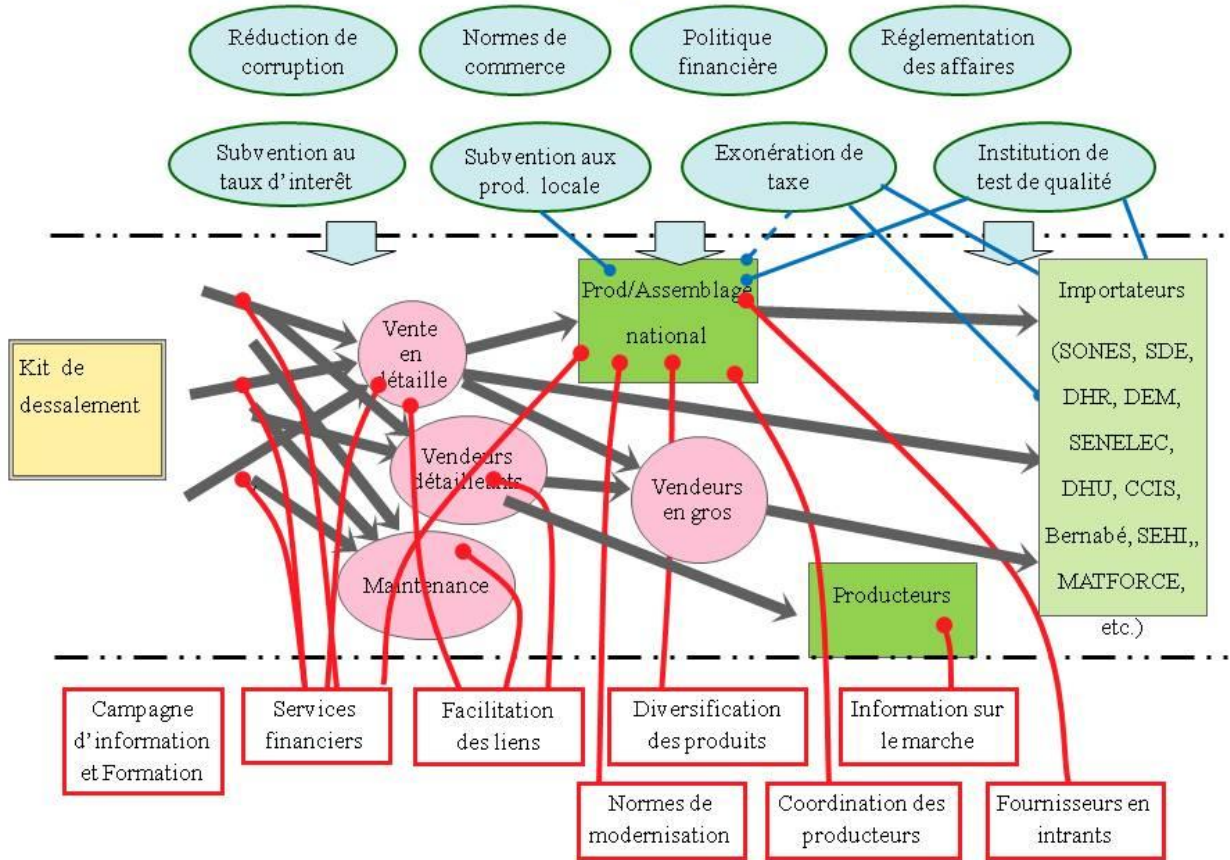 Réduction de
corruption
Normes de
commerce
Politique
financière
Réglementation
des affaires
Subvention au
taux d’interêt
Subvention aux
prod. locale
Exonération de
taxe
Institution de
test de qualité
Kit de
dessalement
Vente
en
détaille
Prod/Assemblage
national
Vendeurs
détailleants
Vendeurs
en gros
Maintenance
Producteurs
Importateurs
(SONES, SDE,
DHR, DEM,
SENELEC,
DHU, CCIS,
Bernabé, SEHI,,
MATFORCE,
etc.)
Campagne
d’information
et Formation
Services
financiers
Facilitation
des liens
Diversification
des produits
Information sur
le marche
Normes de
modernisation
Coordination des
producteurs
Fournisseurs en
intrants